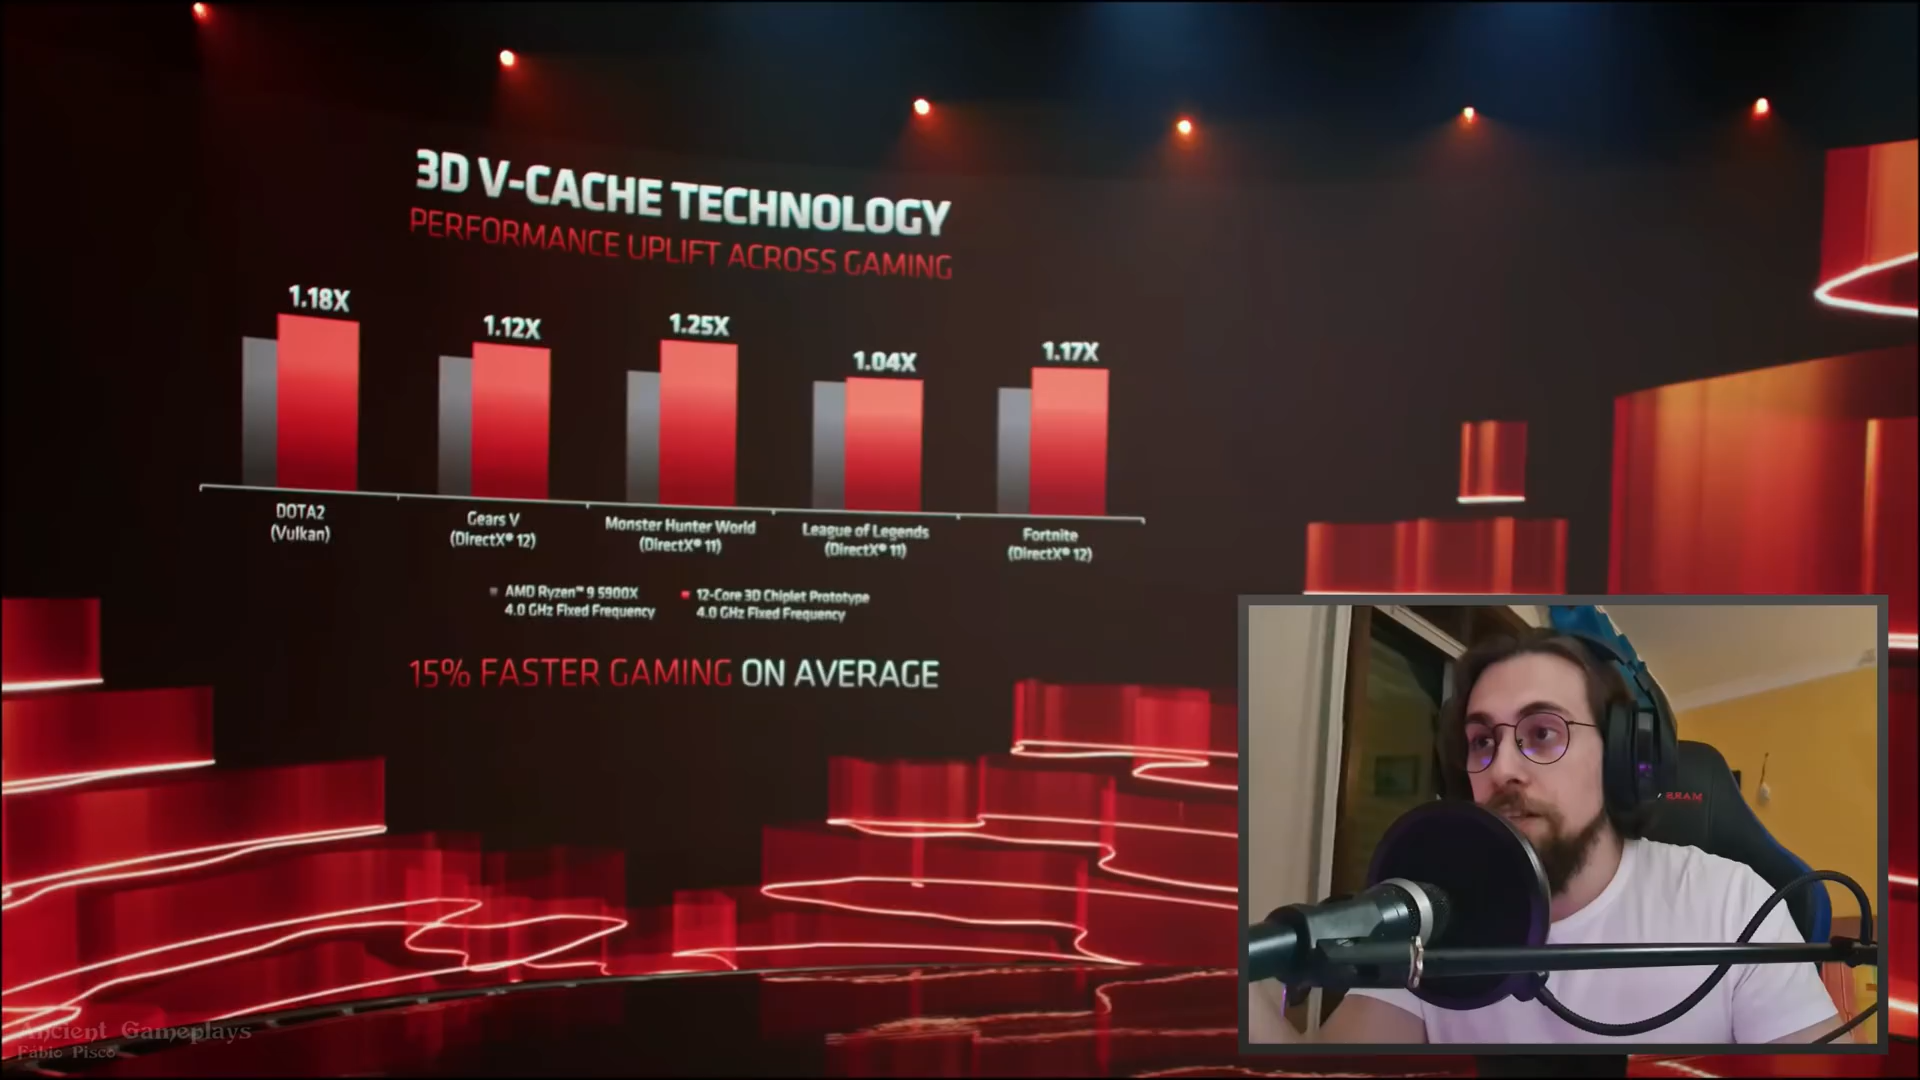 3D V-CACHE TECHNOLOGY
PERFORMANCE UPLIFT ACROSS GAMING
1.18X
1.12X
1.25X
1.04X
1.17X
DOTA2
(Vulkan)
Gears V
(DirectX® 12)
Monster Hunter World
(DirectX® 11)
League of Legends
(DirectX® 11)
Fortnite
(DirectX® 12)
AMD Ryzen™ 9 5900X
4.0 GHz Fixed Frequency
12-Core 3D Chiplet Prototype
4.0 GHz Fixed Frequency
15% FASTER GAMING ON AVERAGE
Ancient Gameplays
Fábio Pisco